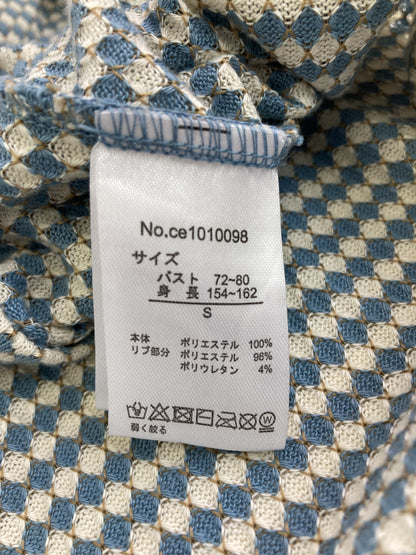 No.ce1010098
サイズ
バスト 72~80
身 長 154~162
S
本体 ポリエステル 100%
リブ部分 ポリエステル 96%
ポリウレタン 4%
弱く絞る